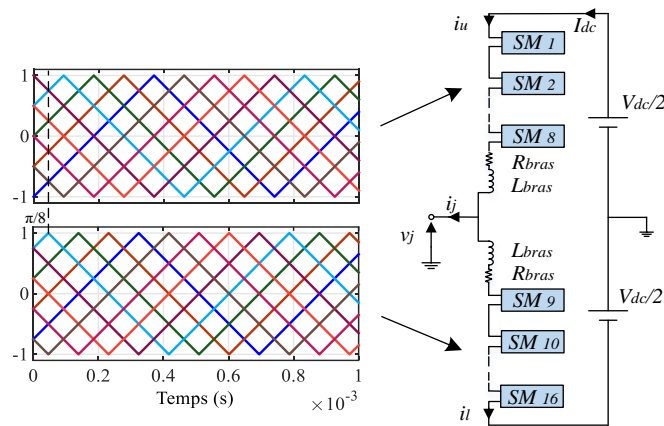 1
0
-1
π/8
1
0
-1
0 0.2 0.4 0.6 0.8 1
Temps (s)
×10⁻³
iu
Idc
SM 1
SM 2
SM 8
Rbras
Lbras
Vdc/2
ij
vj
Lbras
Rbras
SM 9
Vdc/2
SM 10
SM 16
il